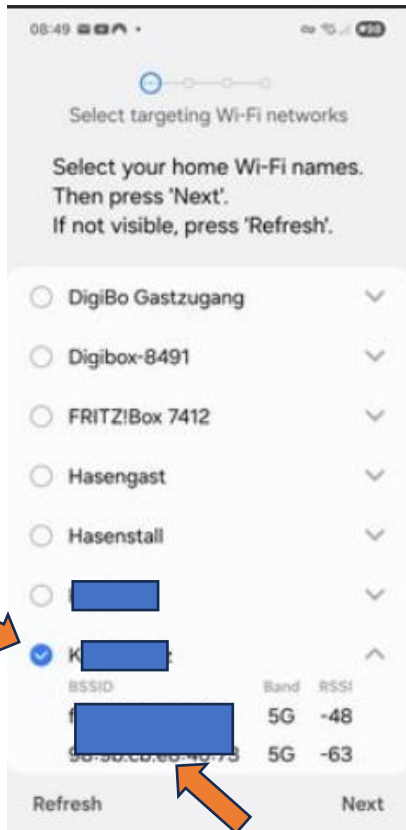 08:49
Select targeting Wi-Fi networks
Select your home Wi-Fi names.
Then press 'Next'.
If not visible, press 'Refresh'.
DigiBo Gastzugang
Digibox-8491
FRITZ!Box 7412
Hasengast
Hasenstall
K
BSSID Band RSSI
5G -48
5G -63
Refresh Next